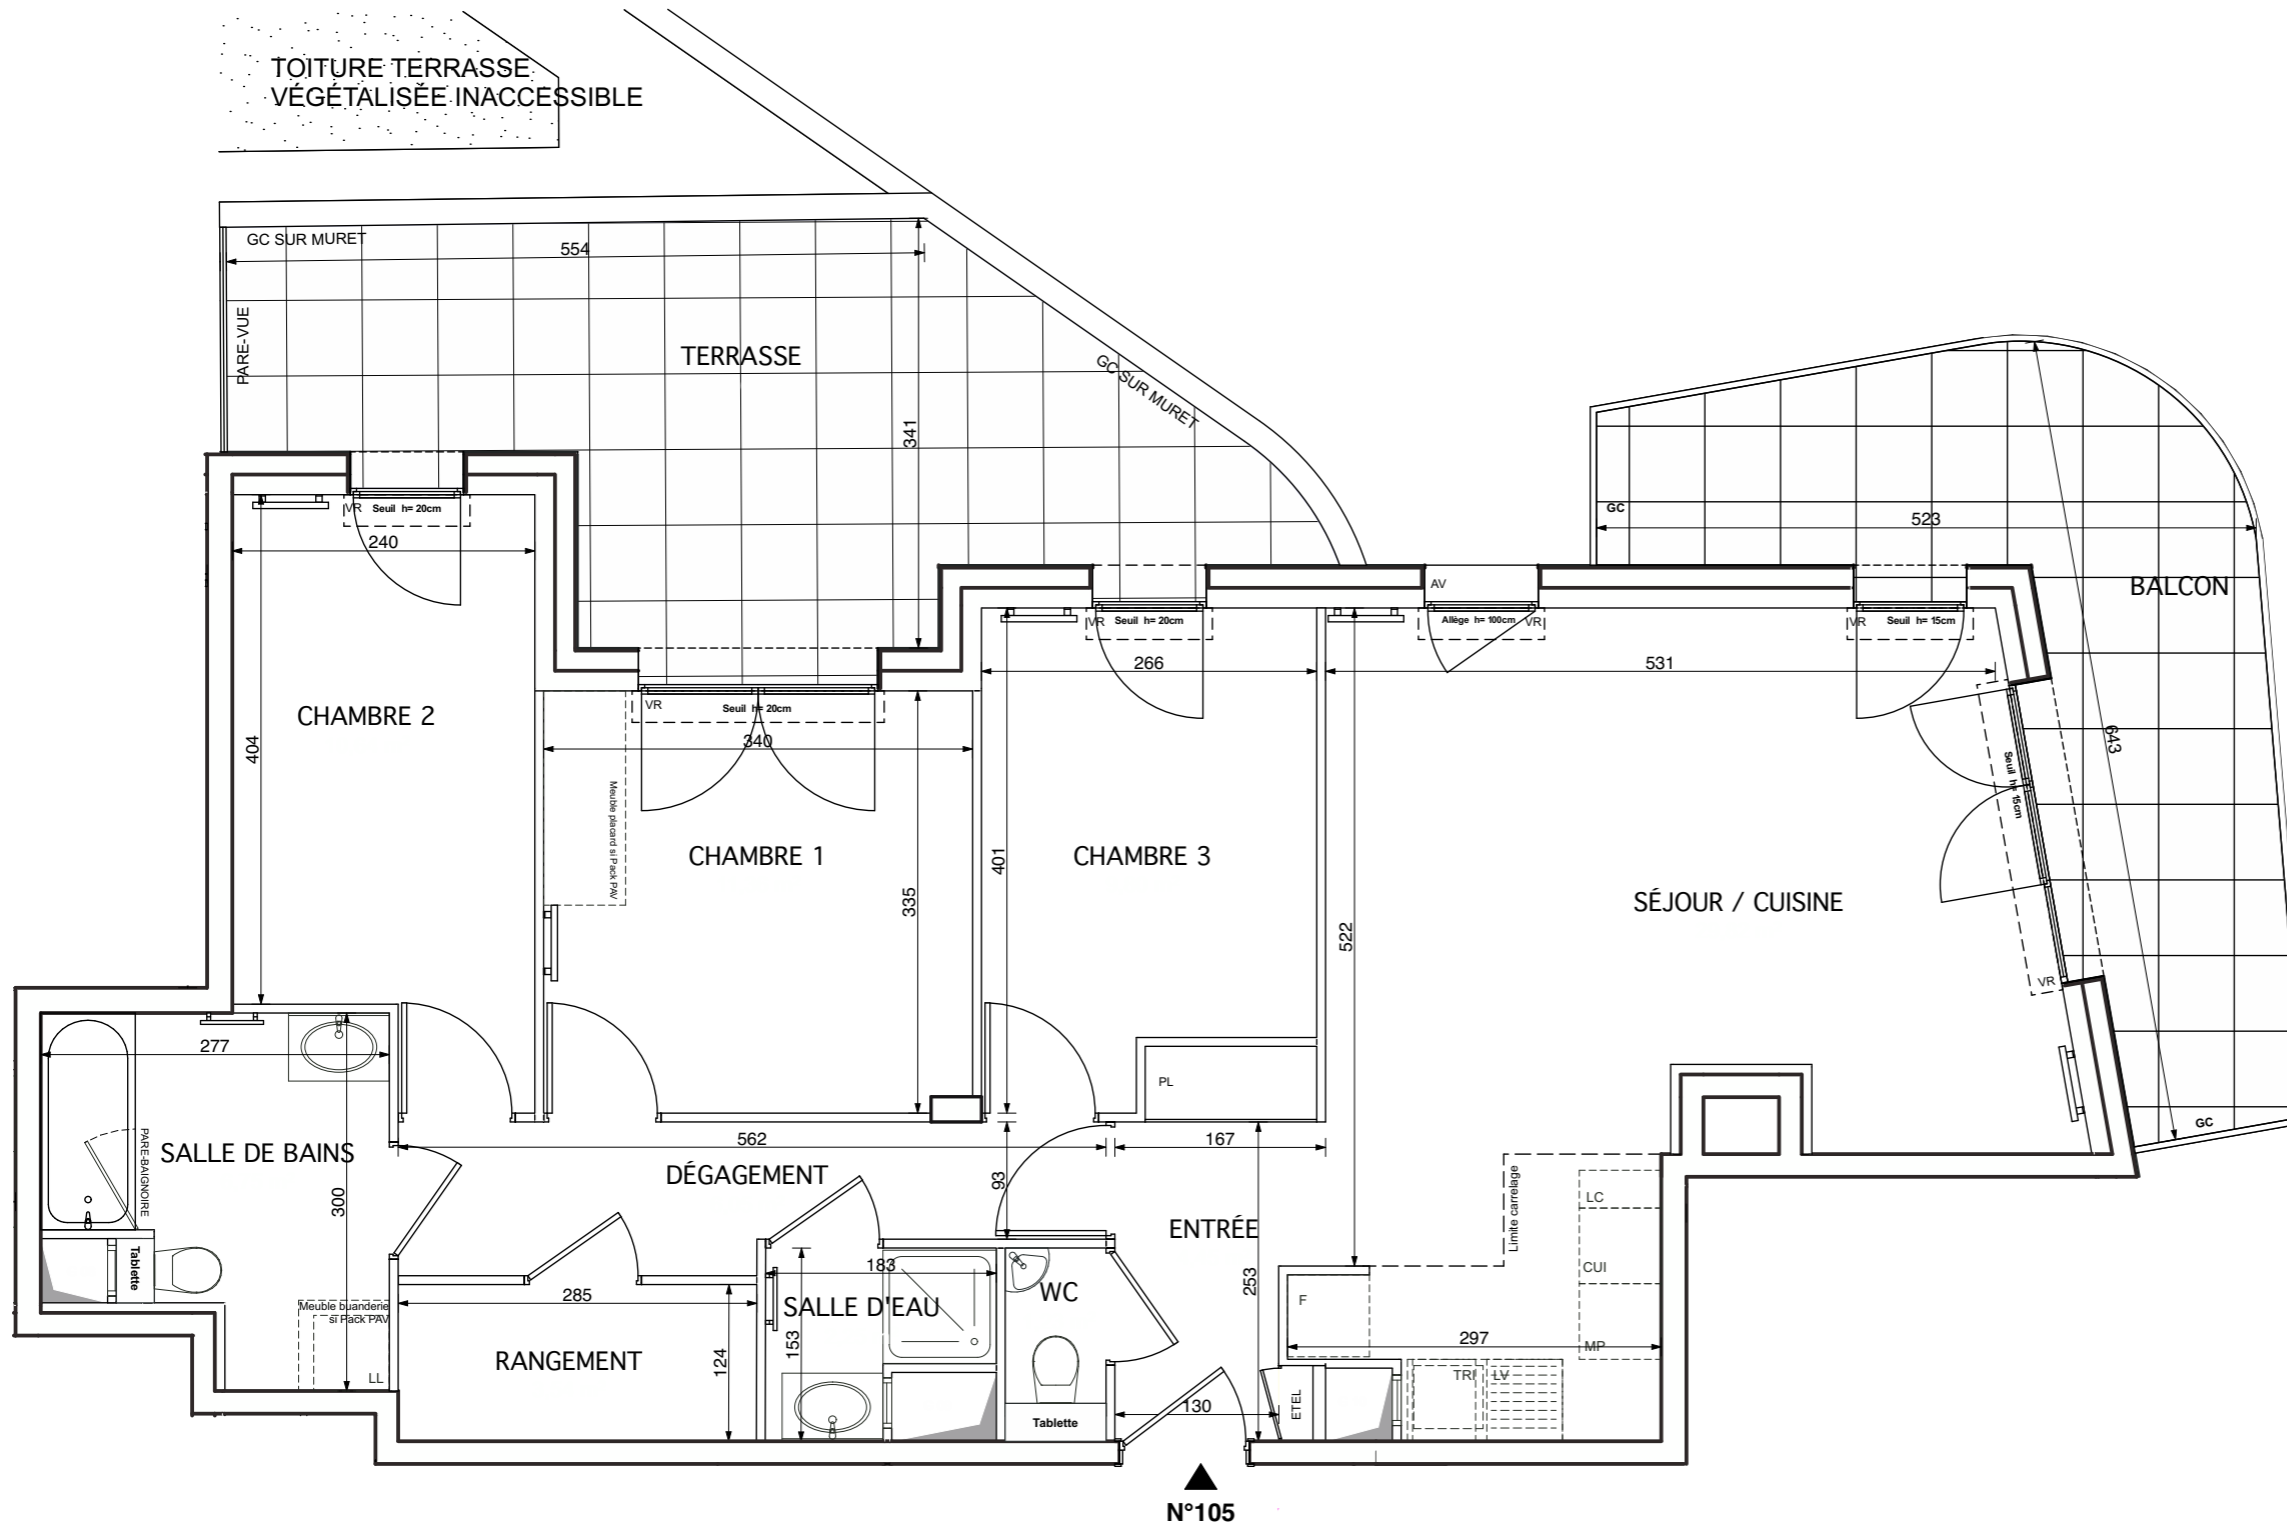 TOITURE TERRASSE
VÉGÉTALISÉE INACCESSIBLE
GC SUR MURET
554
PARE-VUE
TERRASSE
GC SUR MURET
341
GC
523
BALCON
643
VR
Seuil h= 20cm
240
404
CHAMBRE 2
VR
Seuil h= 20cm
340
Meuble placard si Pack PAV
CHAMBRE 1
335
VR
Seuil h= 20cm
266
401
CHAMBRE 3
PL
AV
Allège h= 100cm
VR
VR
Seuil h= 15cm
531
Seuil h= 15cm
VR
522
SÉJOUR / CUISINE
GC
277
SALLE DE BAINS
PARE-BAIGNOIRE
300
Tablette
Meuble buanderie
si Pack PAV
LL
562
167
DÉGAGEMENT
93
ENTRÉE
253
285
RANGEMENT
124
183
SALLE D'EAU
153
WC
Tablette
130
ETEL
F
297
Limite carrelage
LC
CUI
MP
TRI
LV
N°105